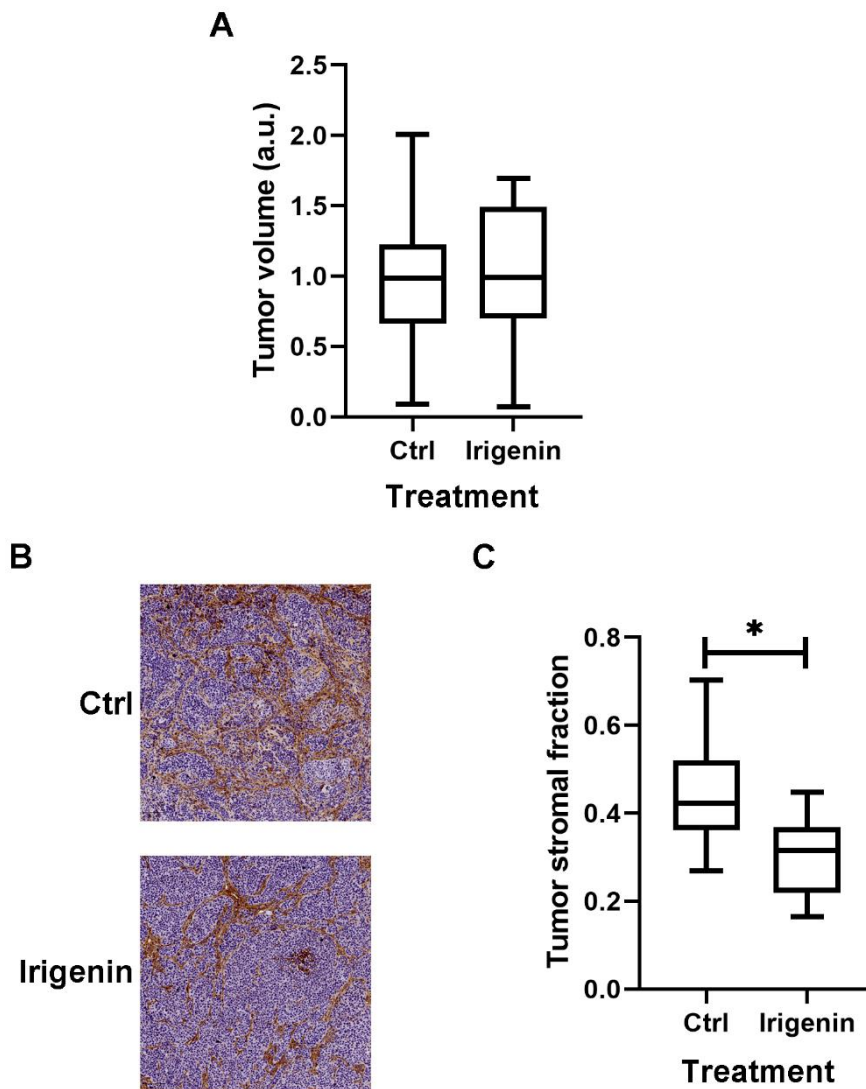 A
Tumor volume (a.u.)
2.5
2.0
1.5
1.0
0.5
0.0
Ctrl Irigenin
Treatment
B
Ctrl
Irigenin
C
Tumor stromal fraction
0.8
0.6
0.4
0.2
0.0
*
Ctrl Irigenin
Treatment